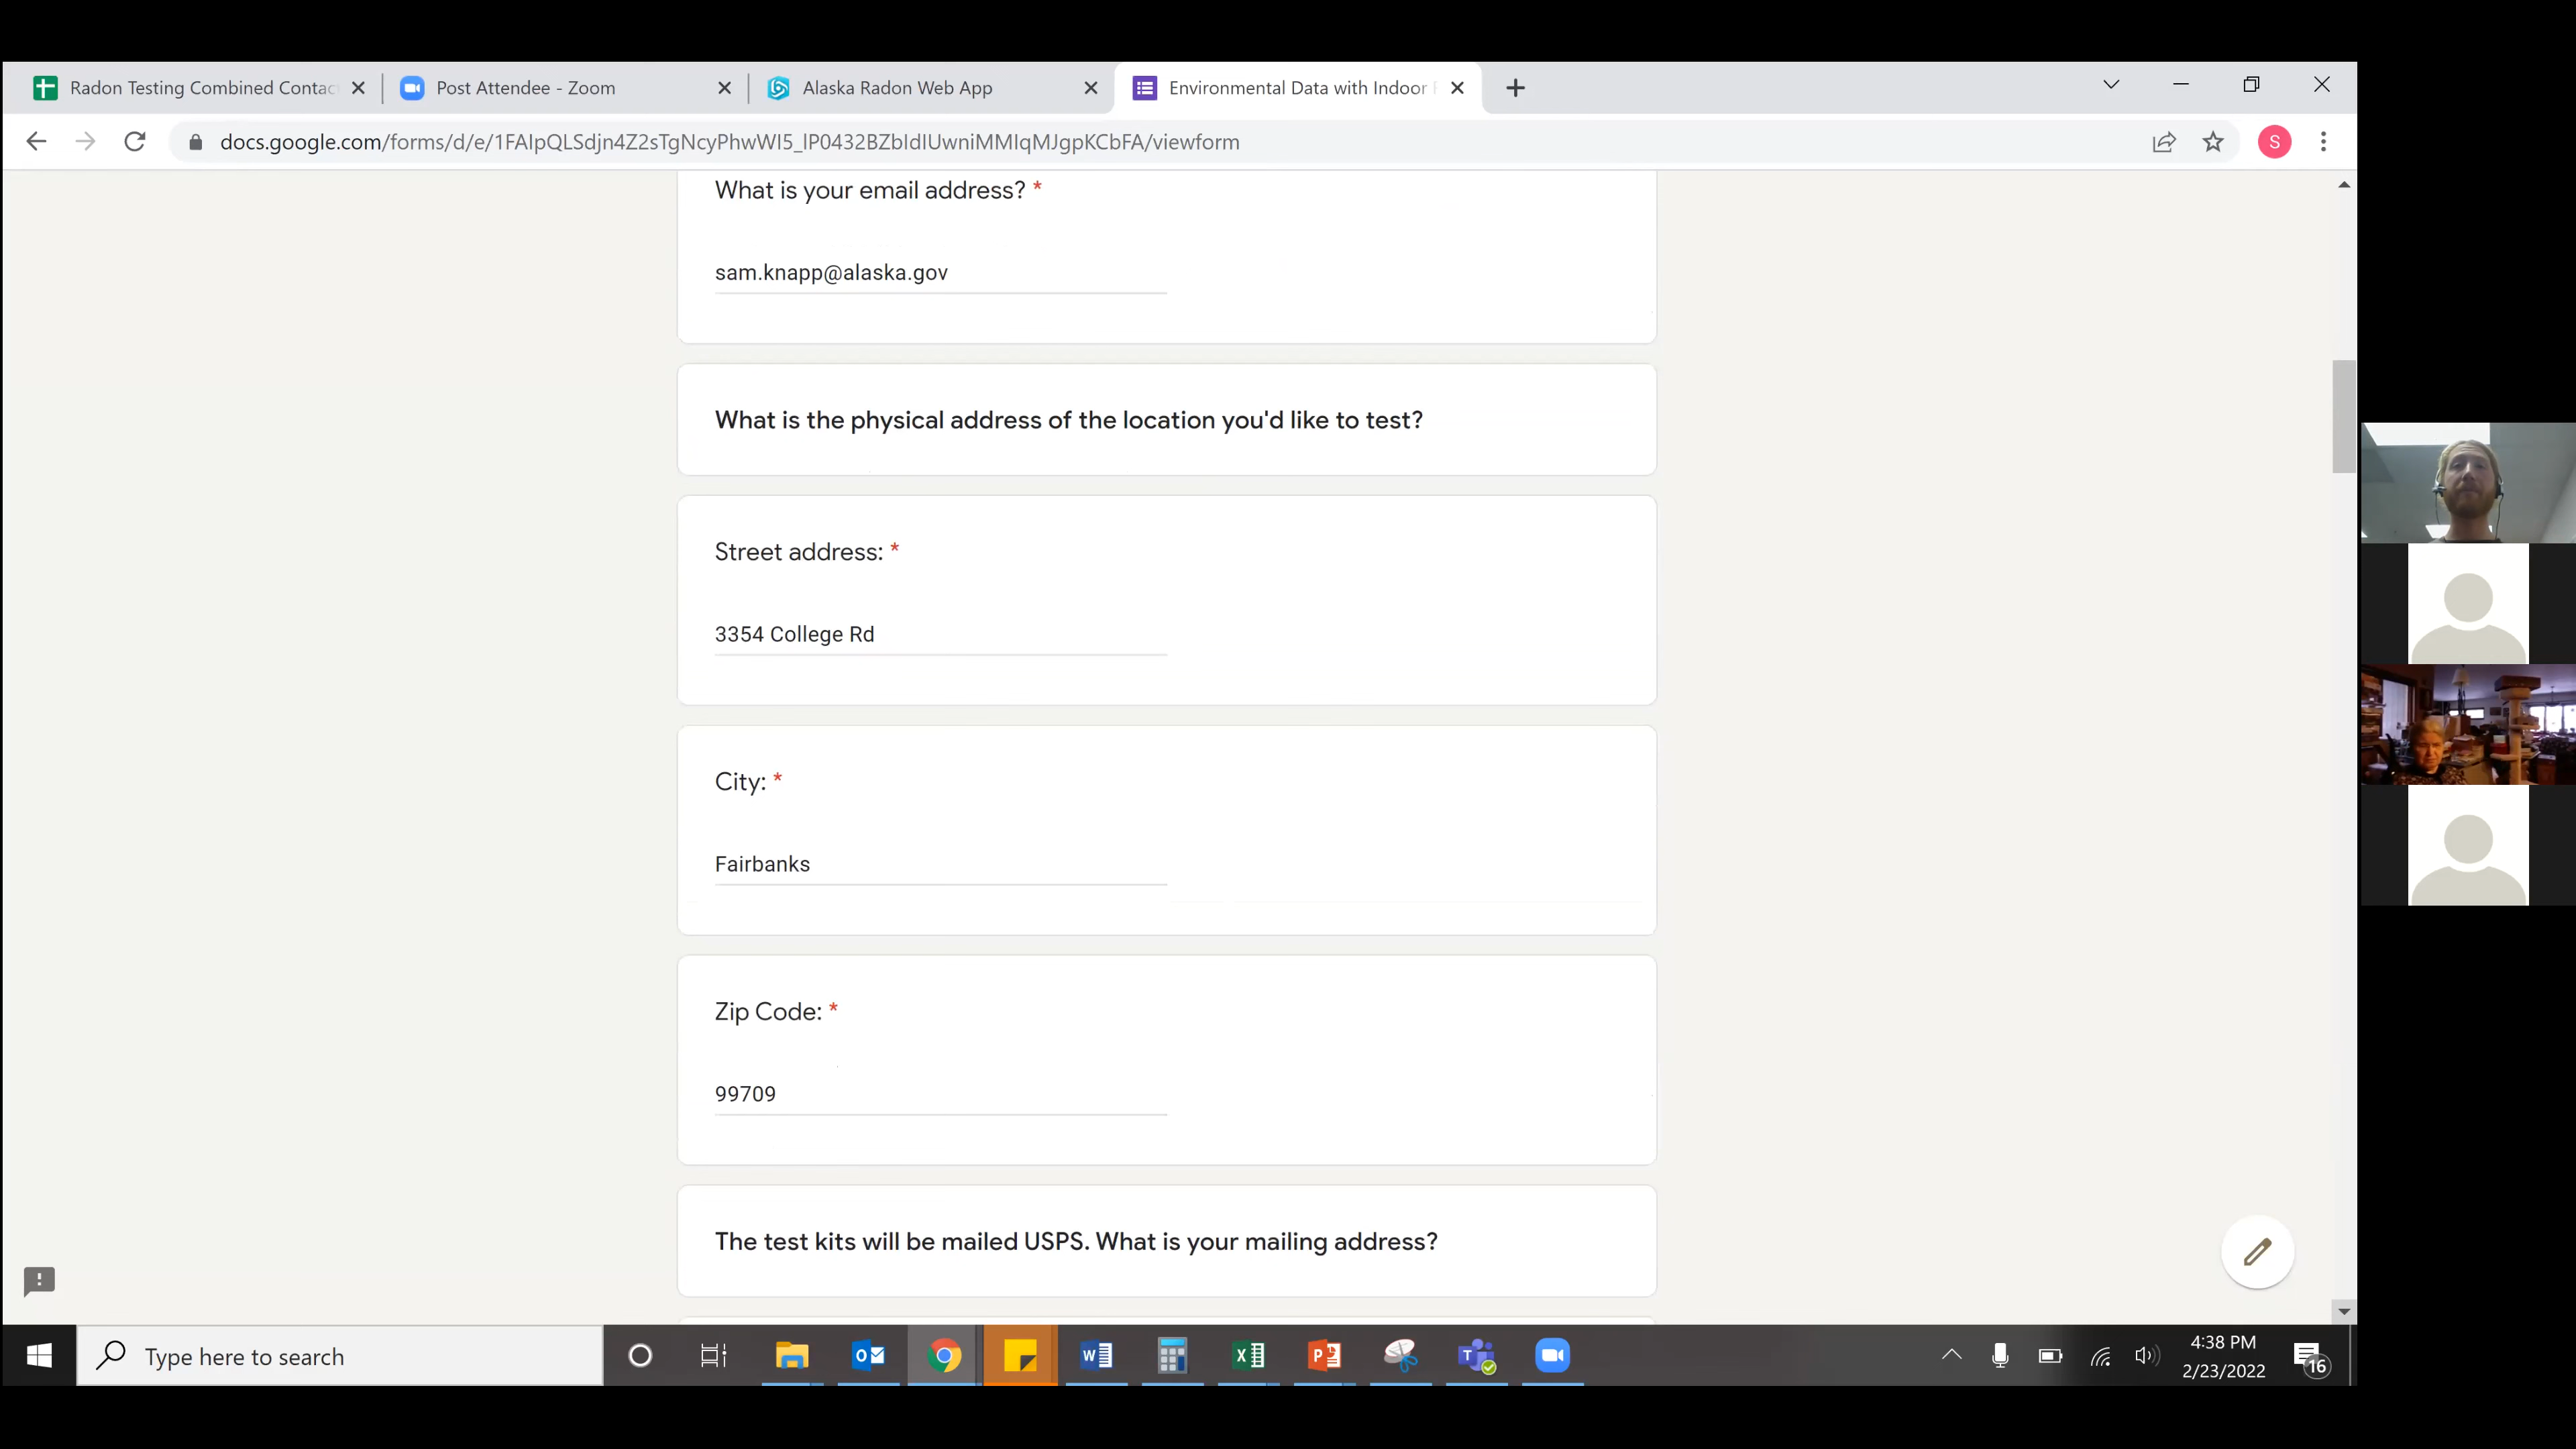 Radon Testing Combined Contac
Post Attendee - Zoom
Alaska Radon Web App
Environmental Data with Indoor
docs.google.com/forms/d/e/1FAIpQLSdjn4Z2sTgNcyPhwWI5_lP0432BZbIdIUwniMMIqMJgpKCbFA/viewform
S
What is your email address? *
sam.knapp@alaska.gov
What is the physical address of the location you'd like to test?
Street address: *
3354 College Rd
City: *
Fairbanks
Zip Code: *
99709
The test kits will be mailed USPS. What is your mailing address?
Type here to search
4:38 PM
2/23/2022
16